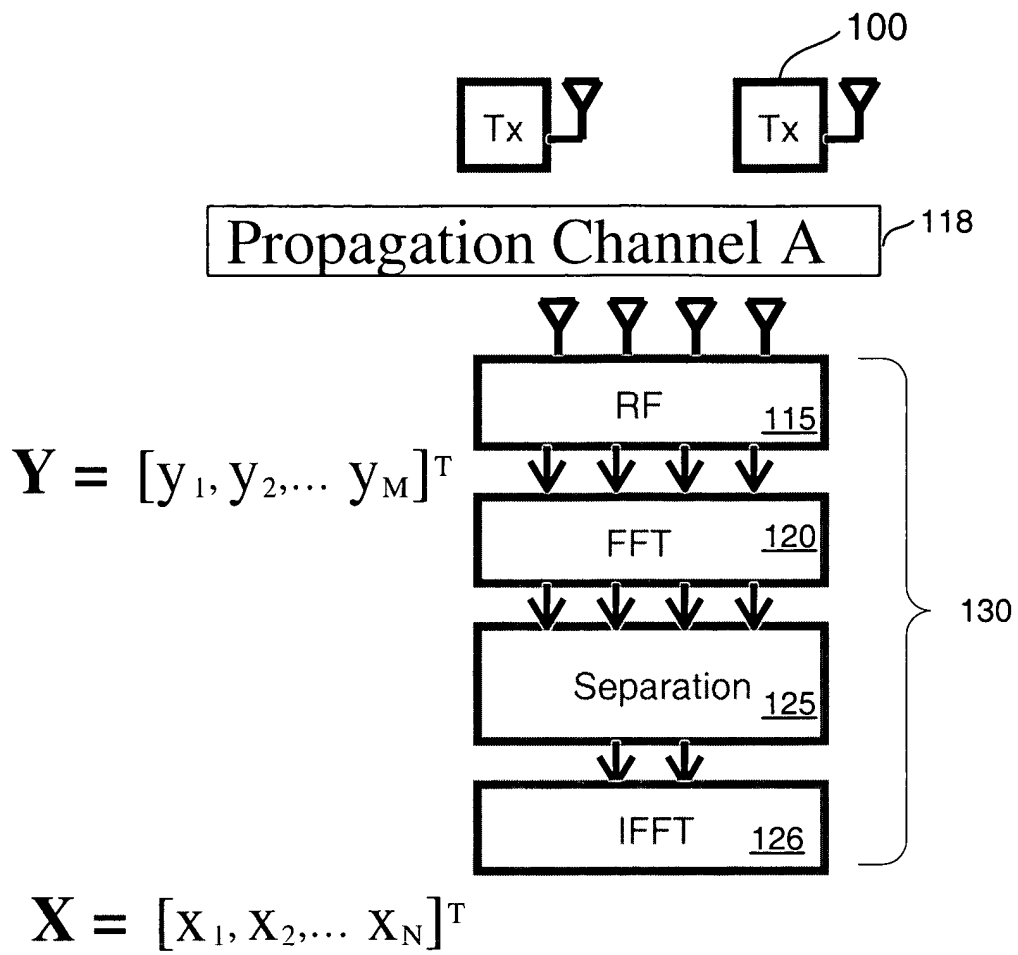 100
Tx Tx
Propagation Channel A
118
RF
115
Y = [y1, y2,... yM]T
FFT
120
130
Separation
125
IFFT
126
X = [x1, x2,... xN]T